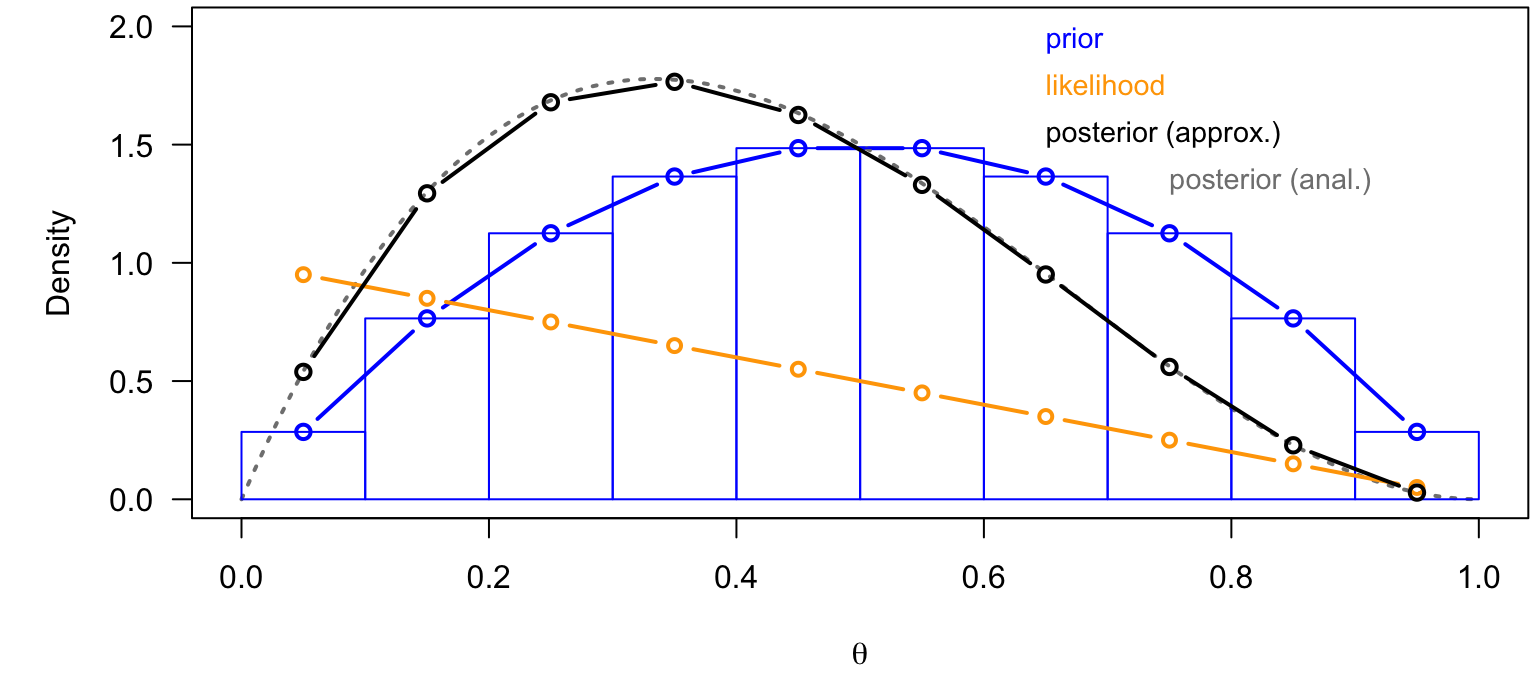 2.0
1.5
1.0
0.5
0.0
Density
prior
likelihood
posterior (approx.)
posterior (anal.)
0.0 0.2 0.4 0.6 0.8 1.0
θ